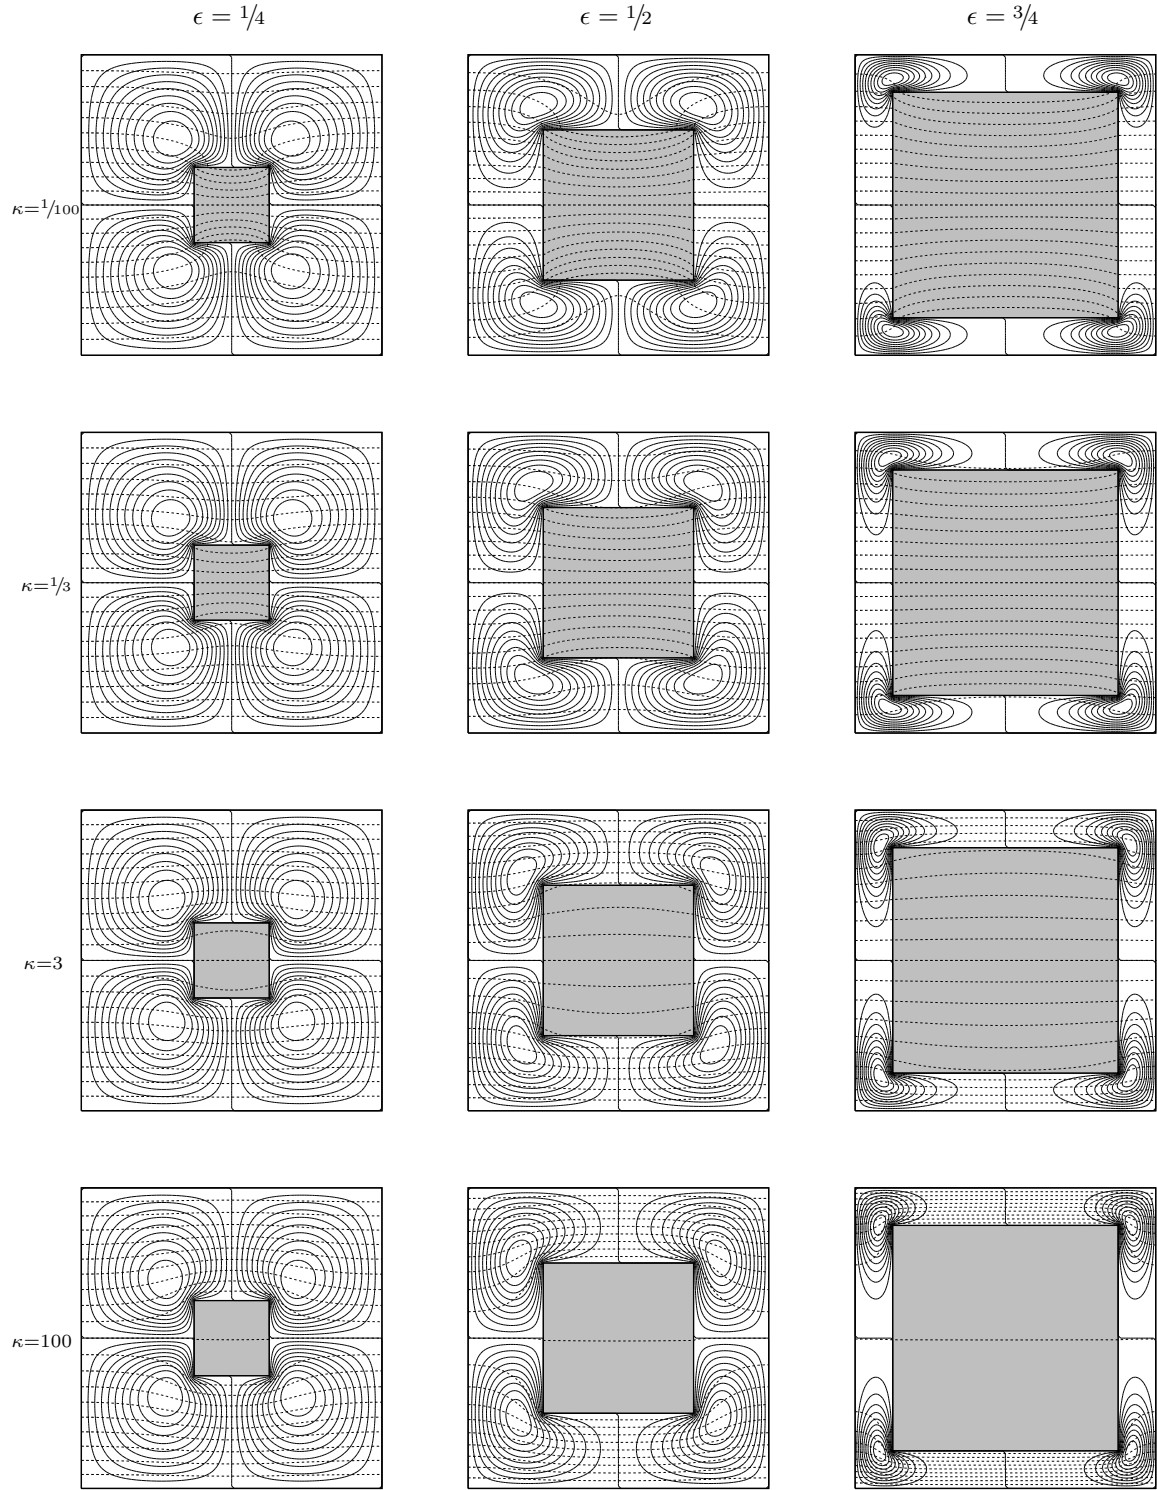 ϵ = 1/4 ϵ = 1/2 ϵ = 3/4
κ=1/100
κ=1/3
κ=3
κ=100